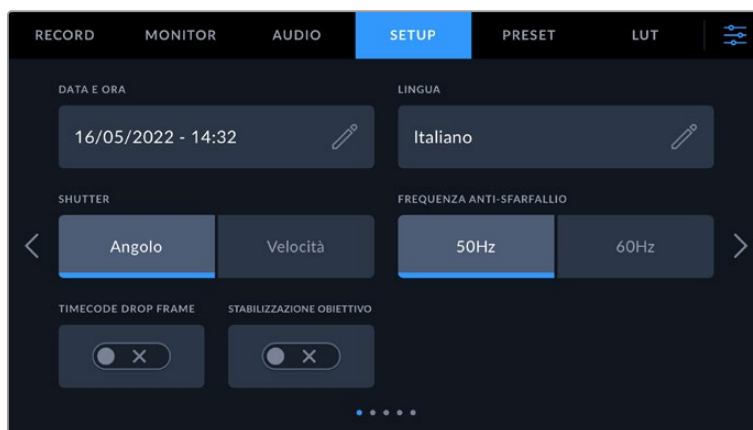 RECORD MONITOR AUDIO SETUP PRESET LUT
DATA E ORA LINGUA
16/05/2022 - 14:32 Italiano
SHUTTER FREQUENZA ANTI-SFARFALLIO
Angolo Velocità 50Hz 60Hz
TIMECODE DROP FRAME STABILIZZAZIONE OBIETTIVO